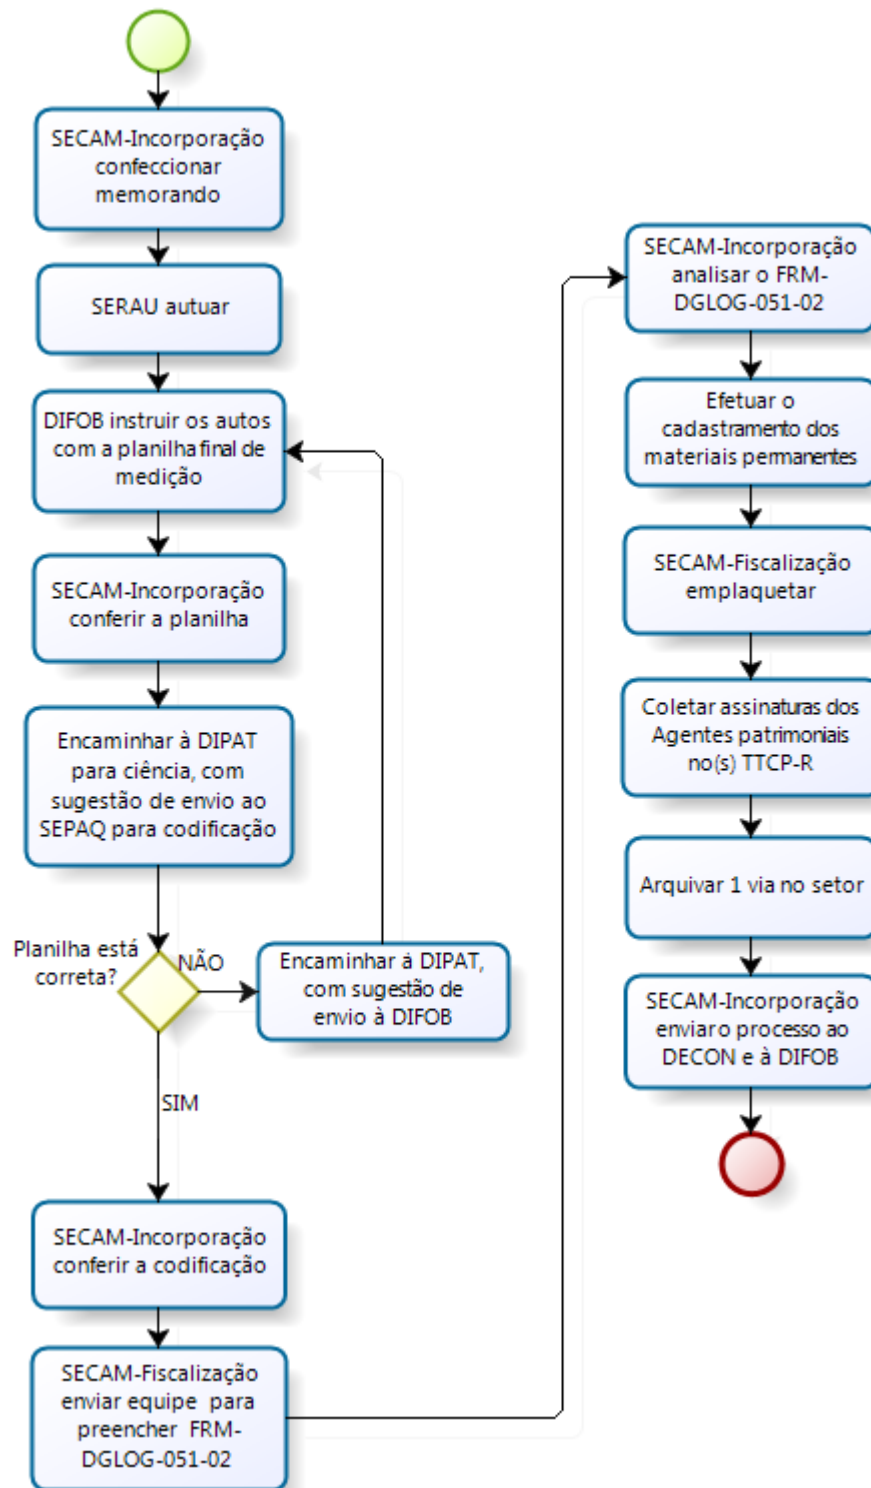 SECAM-Incorporação
confeccionar
memorando
SERAU autuar
DIFOB instruir os autos
com a planilha final de
medição
SECAM-Incorporação
conferir a planilha
Encaminhar à DIPAT
para ciência, com
sugestão de envio ao
SEPAQ para codificação
Planilha está
correta?
NÃO
Encaminhar à DIPAT,
com sugestão de
envio à DIFOB
SIM
SECAM-Incorporação
conferir a codificação
SECAM-Fiscalização
enviar equipe para
preencher FRM-
DGLOG-051-02
SECAM-Incorporação
analisar o FRM-
DGLOG-051-02
Efetuar o
cadastramento dos
materiais permanentes
SECAM-Fiscalização
emplaquetar
Coletar assinaturas dos
Agentes patrimoniais
no(s) TTCP-R
Arquivar 1 via no setor
SECAM-Incorporação
enviar o processo ao
DECON e à DIFOB